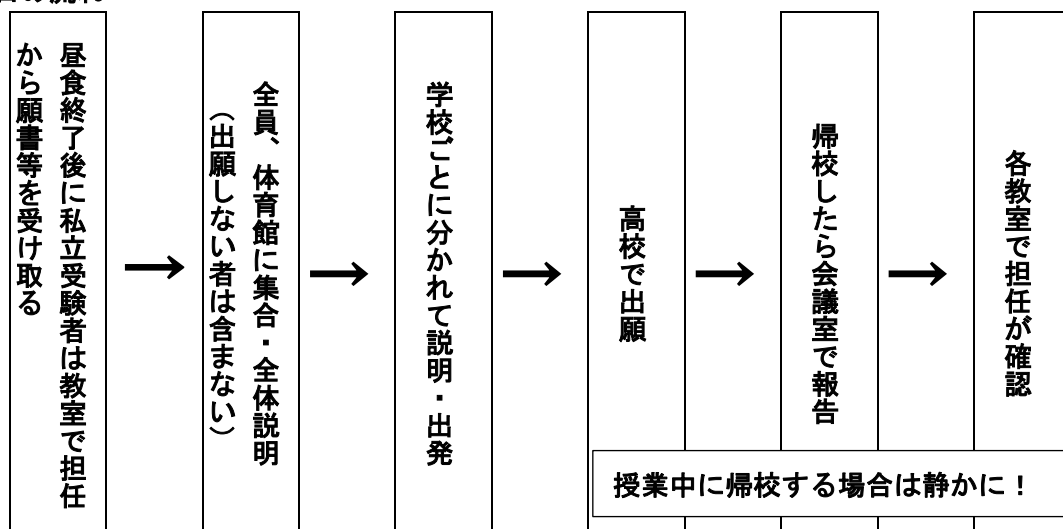 昼食終了後に私立受験者は教室で担任
から願書等を受け取る
全員、体育館に集合・全体説明
（出願しない者は含まない）
学校ごとに分かれて説明・出発
高校で出願
帰校したら会議室で報告
各教室で担任が確認
授業中に帰校する場合は静かに！